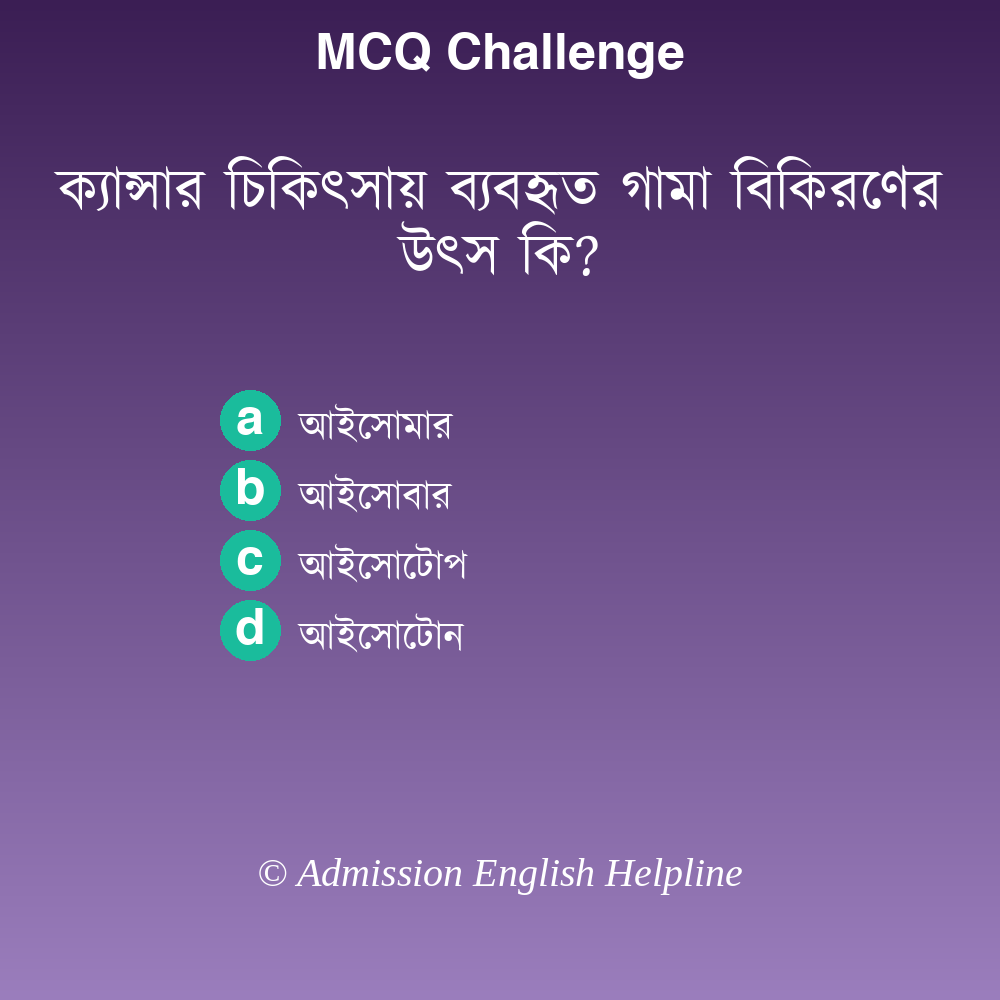 MCQ Challenge
ক্যান্সার চিকিৎসায় ব্যবহৃত গামা বিকিরণের
উৎস কি?
a আইসোমার
b আইসোবার
c আইসোটোপ
d আইসোটোন
© Admission English Helpline